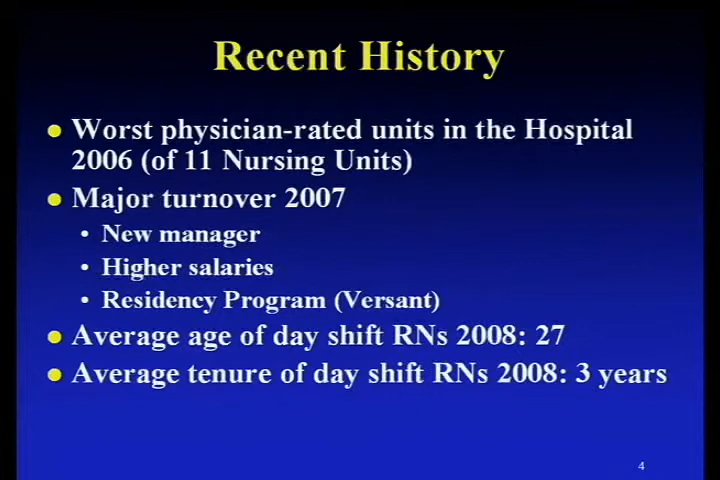 Recent History
● Worst physician-rated units in the Hospital
2006 (of 11 Nursing Units)
● Major turnover 2007
• New manager
• Higher salaries
• Residency Program (Versant)
● Average age of day shift RNs 2008: 27
● Average tenure of day shift RNs 2008: 3 years
4